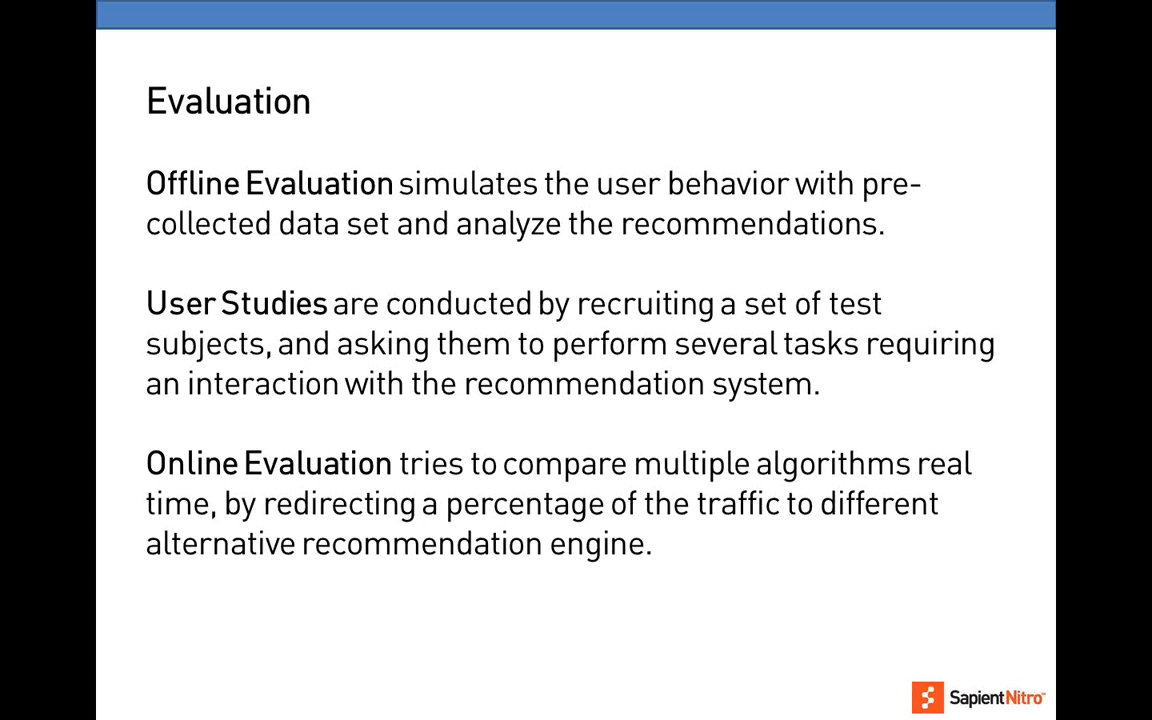 Evaluation
Offline Evaluation simulates the user behavior with pre-
collected data set and analyze the recommendations.
User Studies are conducted by recruiting a set of test
subjects, and asking them to perform several tasks requiring
an interaction with the recommendation system.
Online Evaluation tries to compare multiple algorithms real
time, by redirecting a percentage of the traffic to different
alternative recommendation engine.
SapientNitro™